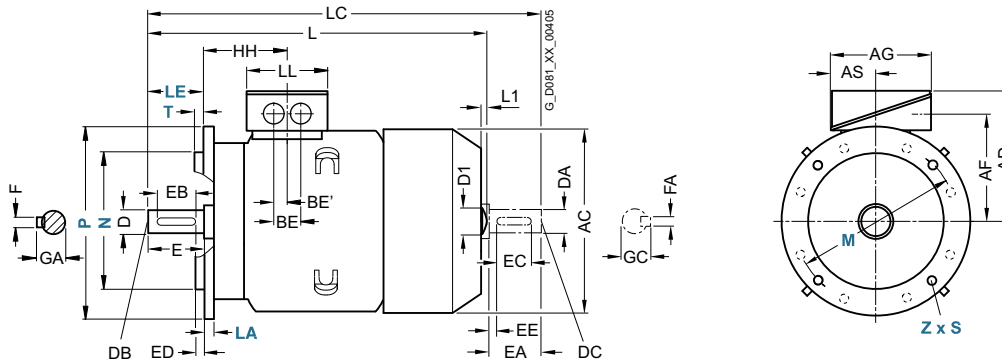 LC
L
HH
LL
LE
T
L1
G_D081_XX_00405
F
GA
P
N
D
EB
E
BE'
BE
D1
DA
AC
EC
FA
GC
DB
ED
LA
EE
EA
DC
AG
AS
AF
AD
M
Z x S